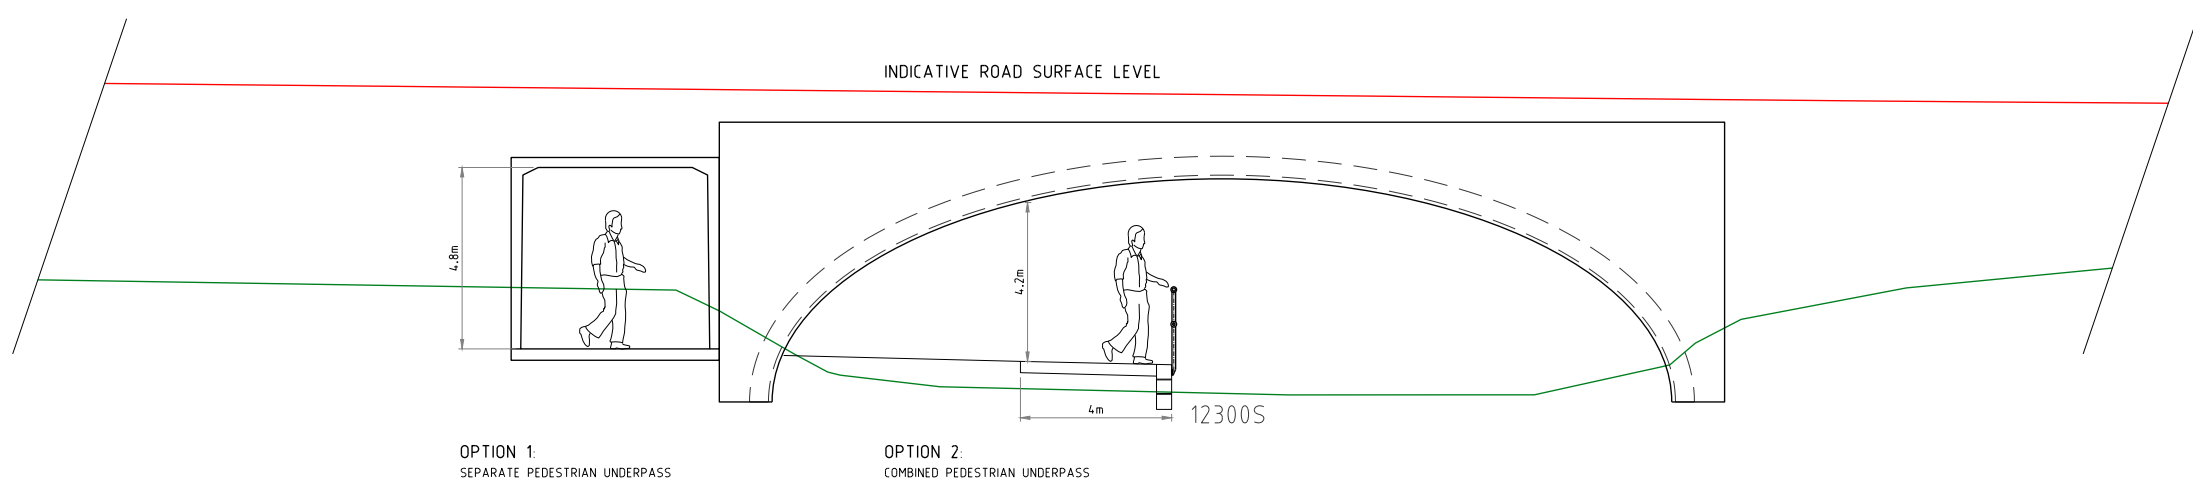 INDICATIVE ROAD SURFACE LEVEL
4.8m
4.2m
4m
12300S
OPTION 1:
SEPARATE PEDESTRIAN UNDERPASS
OPTION 2:
COMBINED PEDESTRIAN UNDERPASS